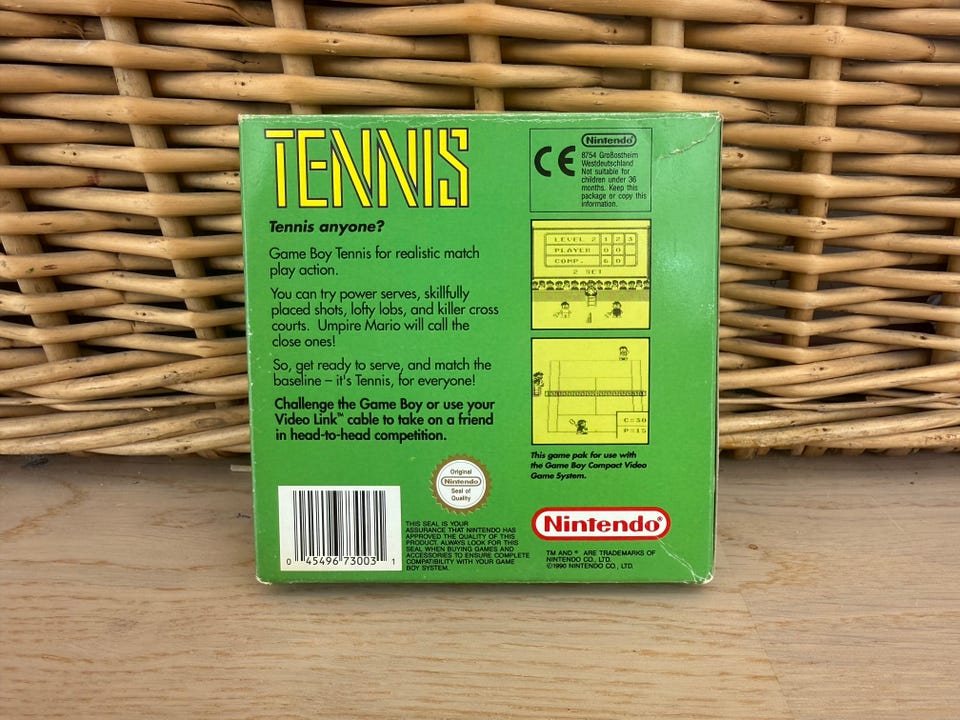 TENNIS
Tennis anyone?
Game Boy Tennis for realistic match
play action.
You can try power serves, skillfully
placed shots, lofty lobs, and killer cross
courts. Umpire Mario will call the
close ones!
So, get ready to serve, and match the
baseline – it's Tennis, for everyone!
Challenge the Game Boy or use your
Video Link™ cable to take on a friend
in head-to-head competition.
Original
Nintendo
Seal of
Quality
0 45496 73003 1
THIS SEAL IS YOUR
ASSURANCE THAT NINTENDO HAS
APPROVED THE QUALITY OF THIS
PRODUCT. ALWAYS LOOK FOR THIS
SEAL WHEN BUYING GAMES AND
ACCESSORIES TO ENSURE COMPLETE
COMPATIBILITY WITH YOUR GAME
BOY SYSTEM.
CE
Nintendo®
8754 Großostheim
Westdeutschland
Not suitable for
children under 36
months. Keep this
package or copy this
information.
LEVEL 2 1 2 3
PLAYER 0 0
COMP. 6 0
2 SET
C=30
P=15
This game pak for use with
the Game Boy Compact Video
Game System.
Nintendo®
TM AND ® ARE TRADEMARKS OF
NINTENDO CO., LTD.
©1990 NINTENDO CO., LTD.